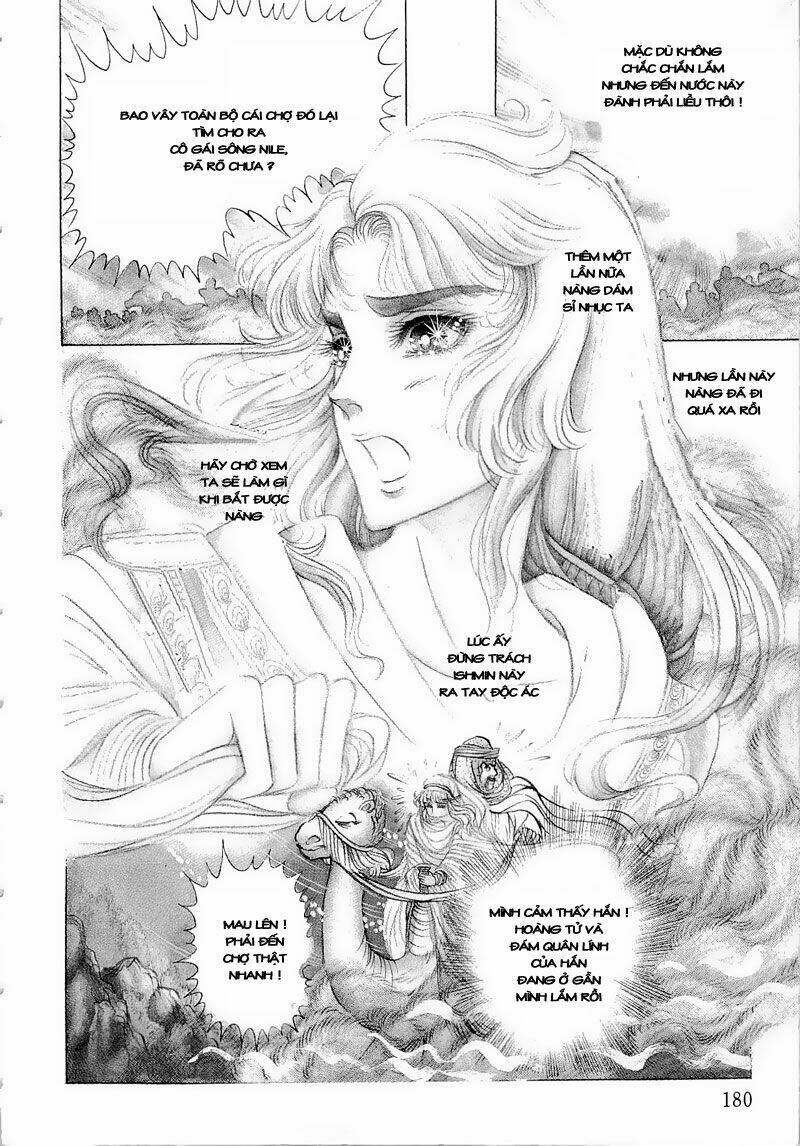 MẶC DÙ KHÔNG
CHẮC CHẮN LẮM
NHƯNG ĐẾN NƯỚC NÀY
ĐÀNH PHẢI LIỀU THÔI !
BAO VÂY TOÀN BỘ CÁI CHỢ ĐÓ LẠI
TÌM CHO RA
CÔ GÁI SÔNG NILE,
ĐÃ RÕ CHƯA ?
THÊM MỘT
LẦN NỮA
NÀNG DÁM
SỈ NHỤC TA
NHƯNG LẦN NÀY
NÀNG ĐÃ ĐI
QUÁ XA RỒI
HÃY CHỜ XEM
TA SẼ LÀM GÌ
KHI BẮT ĐƯỢC
NÀNG
LÚC ẤY
ĐỪNG TRÁCH
ISHMIN NÀY
RA TAY ĐỘC ÁC
MÌNH CẢM THẤY HẮN !
HOÀNG TỬ VÀ
ĐÁM QUÂN LÍNH
CỦA HẮN
ĐANG Ở GẦN
MÌNH LẮM RỒI
MAU LÊN !
PHẢI ĐẾN
CHỢ THẬT
NHANH !
180